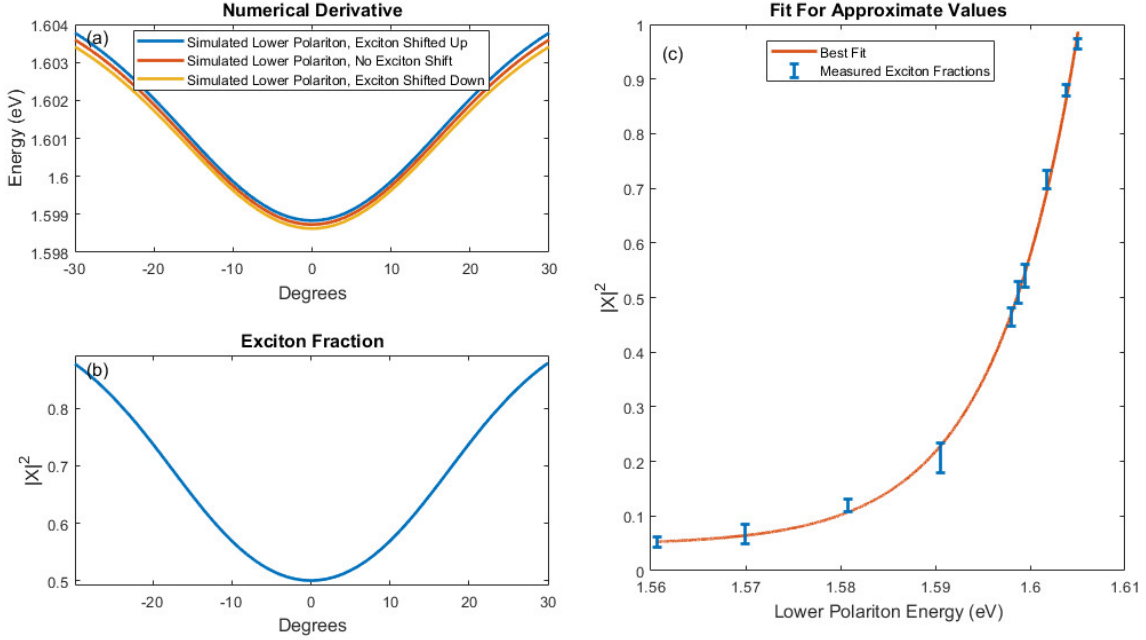 Numerical Derivative
(a)
Simulated Lower Polariton, Exciton Shifted Up
Simulated Lower Polariton, No Exciton Shift
Simulated Lower Polariton, Exciton Shifted Down
Energy (eV)
1.604
1.603
1.602
1.601
1.6
1.599
1.598
-30 -20 -10 0 10 20 30
Degrees
Exciton Fraction
(b)
|X|²
0.8
0.7
0.6
0.5
-20 -10 0 10 20 30
Degrees
Fit For Approximate Values
(c)
Best Fit
Measured Exciton Fractions
|X|²
1
0.9
0.8
0.7
0.6
0.5
0.4
0.3
0.2
0.1
0
1.56 1.57 1.58 1.59 1.6 1.61
Lower Polariton Energy (eV)